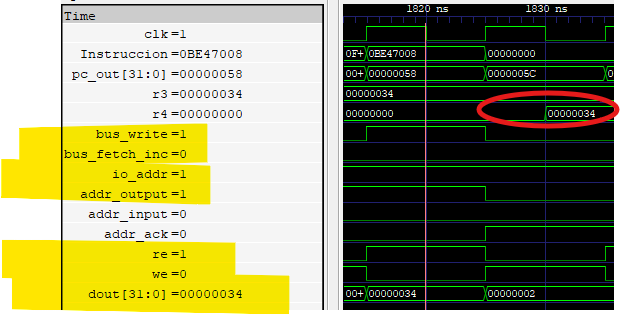 Time
clk=1
Instruccion=0BE47008
pc_out[31:0]=00000058
r3=00000034
r4=00000000
bus_write=1
bus_fetch_inc=0
io_addr=1
addr_output=1
addr_input=0
addr_ack=0
re=1
we=0
dout[31:0]=00000034
1820 ns 1830 ns
0F+ 0BE47008 00000000
00+ 00000058 0000005C 0
00000034
00000000 00000034
00+ 00000034 00000002